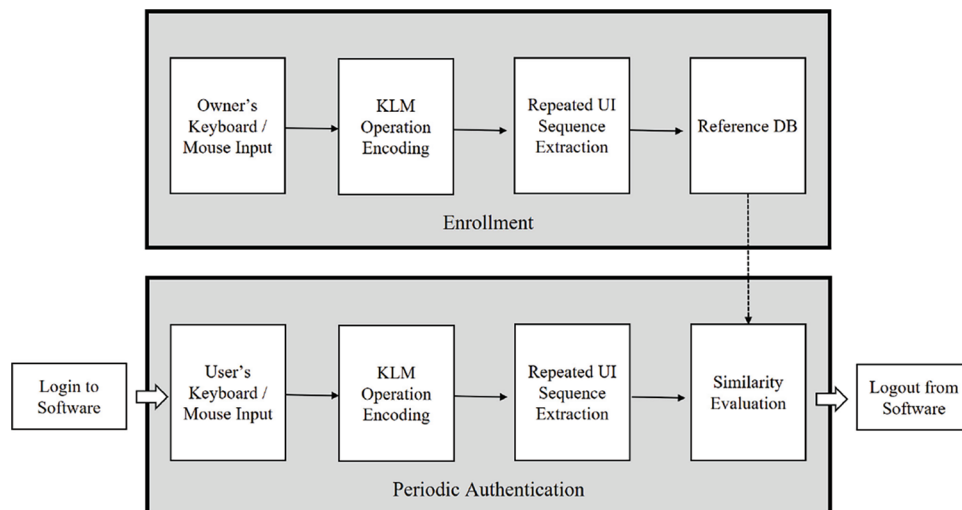 Owner's
Keyboard /
Mouse Input
KLM
Operation
Encoding
Repeated UI
Sequence
Extraction
Reference DB
Enrollment
Login to
Software
User's
Keyboard /
Mouse Input
KLM
Operation
Encoding
Repeated UI
Sequence
Extraction
Similarity
Evaluation
Logout from
Software
Periodic Authentication